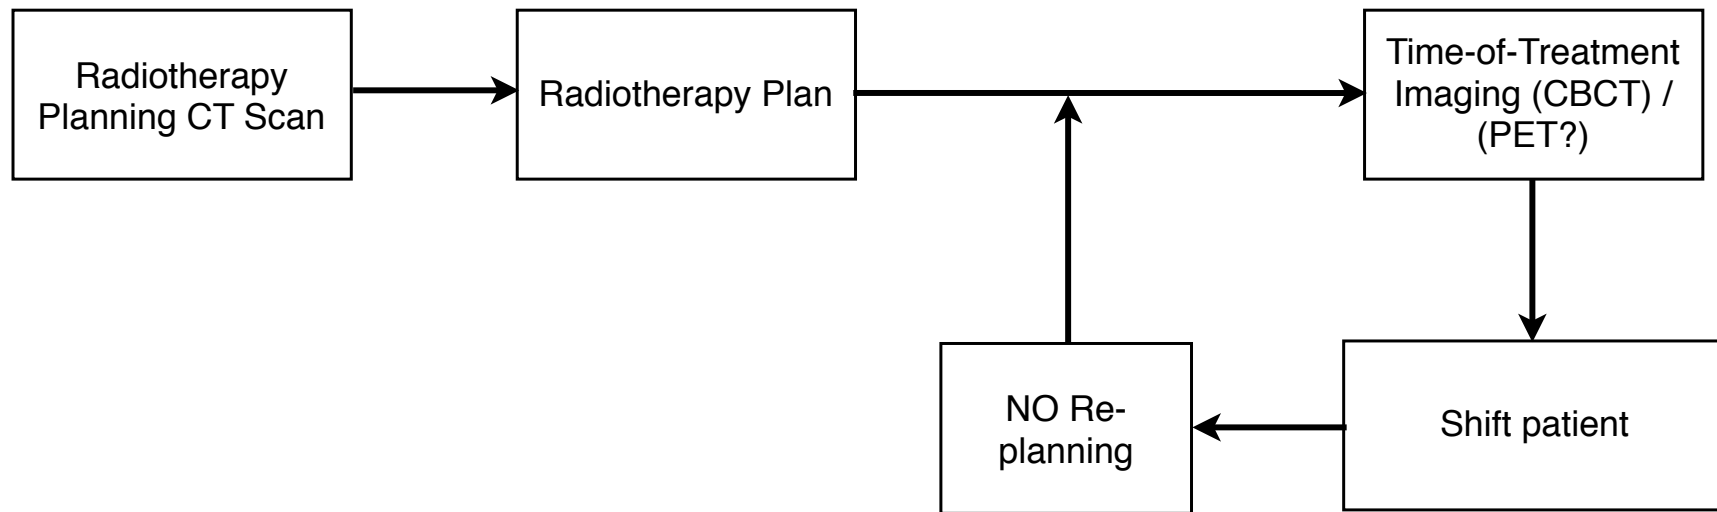 Radiotherapy
Planning CT Scan
Radiotherapy Plan
Time-of-Treatment
Imaging (CBCT) /
(PET?)
NO Re-
planning
Shift patient